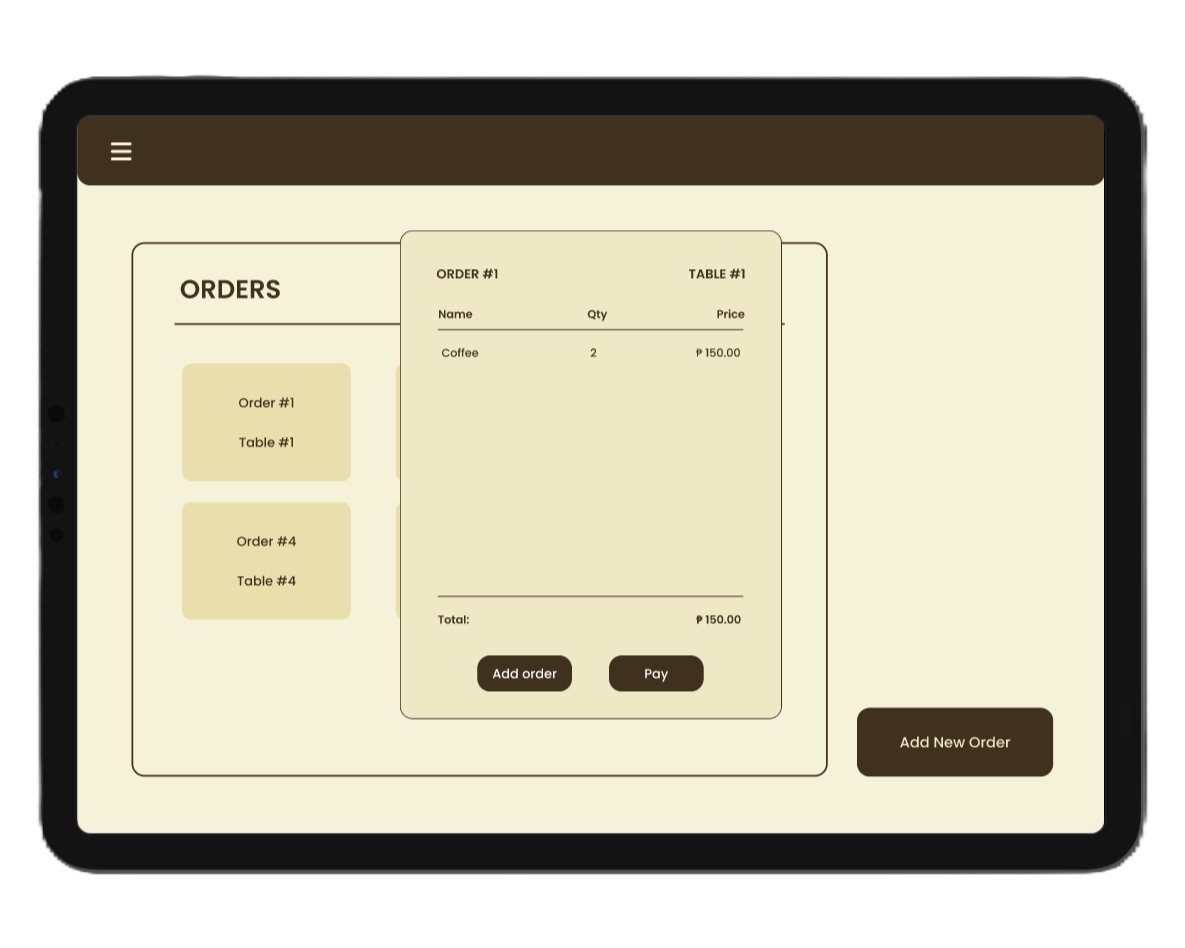 ORDERS
Order #1
Table #1
Order #4
Table #4
ORDER #1 TABLE #1
Name Qty Price
Coffee 2 ₱ 150.00
Total: ₱ 150.00
Add order Pay
Add New Order